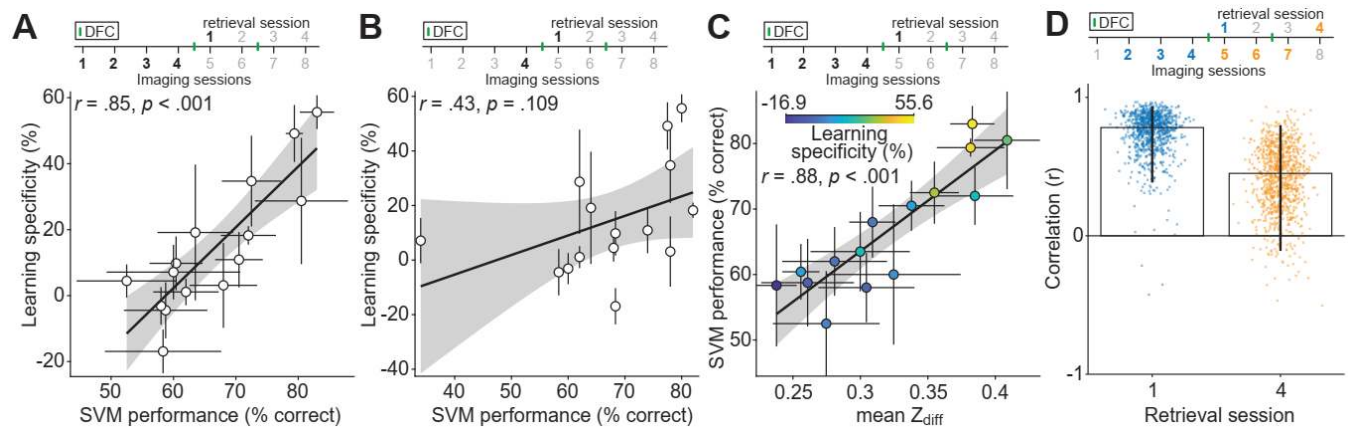 A
DFC
retrieval session
1 2 3 4
1 2 3 4 5 6 7 8
Imaging sessions
r = .85, p < .001
Learning specificity (%)
60
40
20
0
-20
50 60 70 80
SVM performance (% correct)
B
DFC
retrieval session
1 2 3 4
1 2 3 4 5 6 7 8
Imaging sessions
r = .43, p = .109
Learning specificity (%)
60
40
20
0
-20
-40
40 50 60 70 80
SVM performance (% correct)
C
DFC
retrieval session
1 2 3 4
1 2 3 4 5 6 7 8
Imaging sessions
-16.9 55.6
Learning
specificity (%)
r = .88, p < .001
SVM performance (% correct)
80
70
60
50
0.25 0.3 0.35 0.4
mean Zdiff
D
DFC
retrieval session
1 2 3 4
1 2 3 4 5 6 7 8
Imaging sessions
Correlation (r)
1
0
-1
1 4
Retrieval session